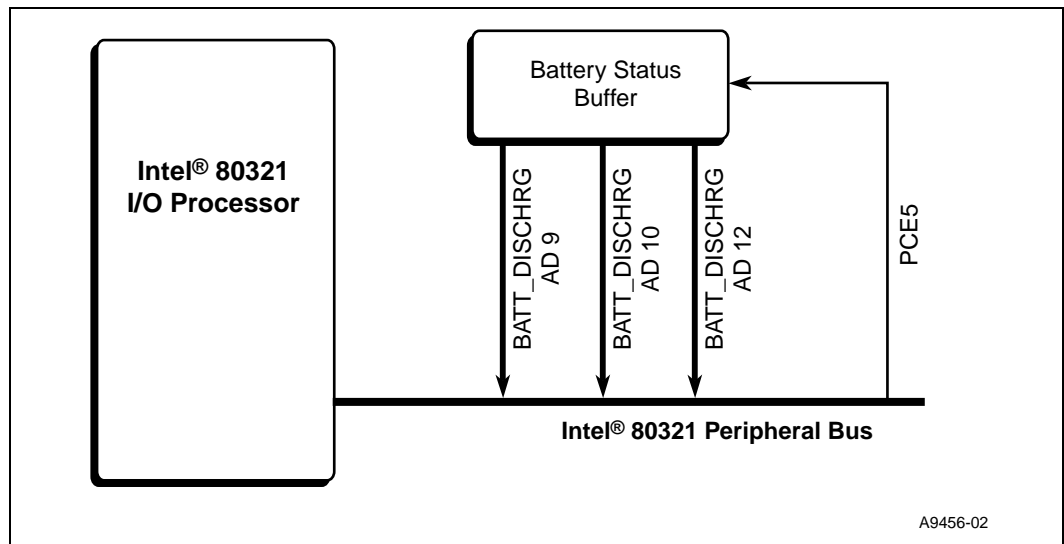 Battery Status
Buffer
Intel® 80321
I/O Processor
BATT_DISCHRG
AD 9
BATT_DISCHRG
AD 10
BATT_DISCHRG
AD 12
PCE5
Intel® 80321 Peripheral Bus
A9456-02